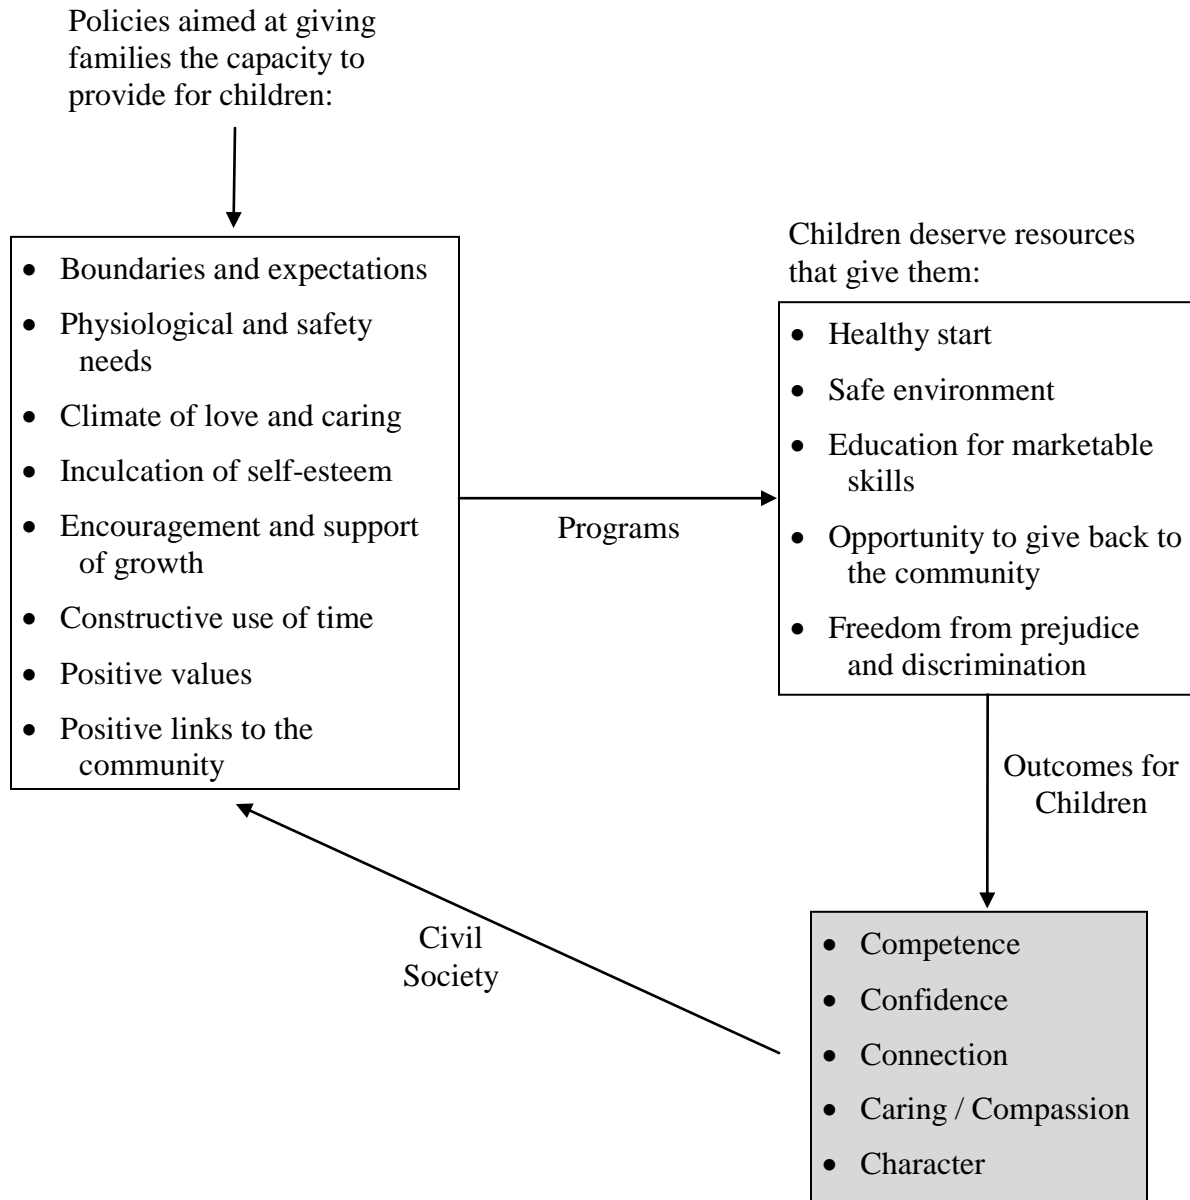 Policies aimed at giving
families the capacity to
provide for children:
• Boundaries and expectations
• Physiological and safety
needs
• Climate of love and caring
• Inculcation of self-esteem
• Encouragement and support
of growth
• Constructive use of time
• Positive values
• Positive links to the
community
Programs
Children deserve resources
that give them:
• Healthy start
• Safe environment
• Education for marketable
skills
• Opportunity to give back to
the community
• Freedom from prejudice
and discrimination
Outcomes for
Children
• Competence
• Confidence
• Connection
• Caring / Compassion
• Character
Civil
Society